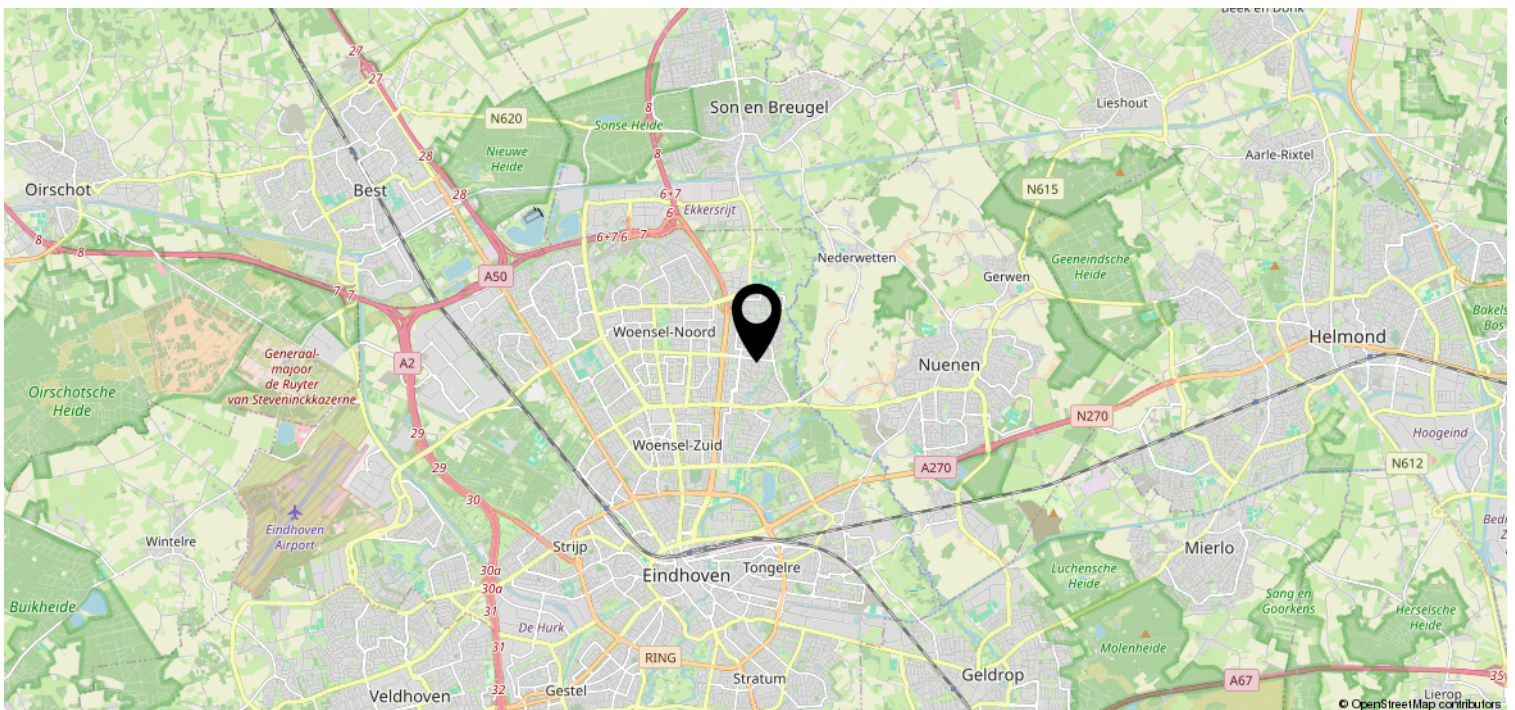 Beek en Donk
27
27
Son en Breugel
Lieshout
8
N620
Sonse Heide
Nieuwe
Heide
28
8
Aarle-Rixtel
Oirschot
Best
28
6+7
N615
6
Ekkersrijt
8
8
6+7
6
7
Nederwetten
Geeneindsche
Heide
A50
Gerwen
7
7
Bakels
Bos
Woensel-Noord
Helmond
Generaal-
majoor
de Ruyter
van Steveninckkazerne
A2
Nuenen
Oirschotsche
Heide
N270
29
Hoogeind
Woensel-Zuid
29
A270
N612
30
Eindhoven
Airport
Wintelre
Strijp
Mierlo
30a
Eindhoven
Tongelre
Luchensche
Heide
30a
Buikheide
31
Sang en
Goorkens
Herselsche
Heide
De Hurk
31
Molenheide
RING
Geldrop
Stratum
A67
35
32
Veldhoven
Gestel
Lierop
© OpenStreetMap contributors